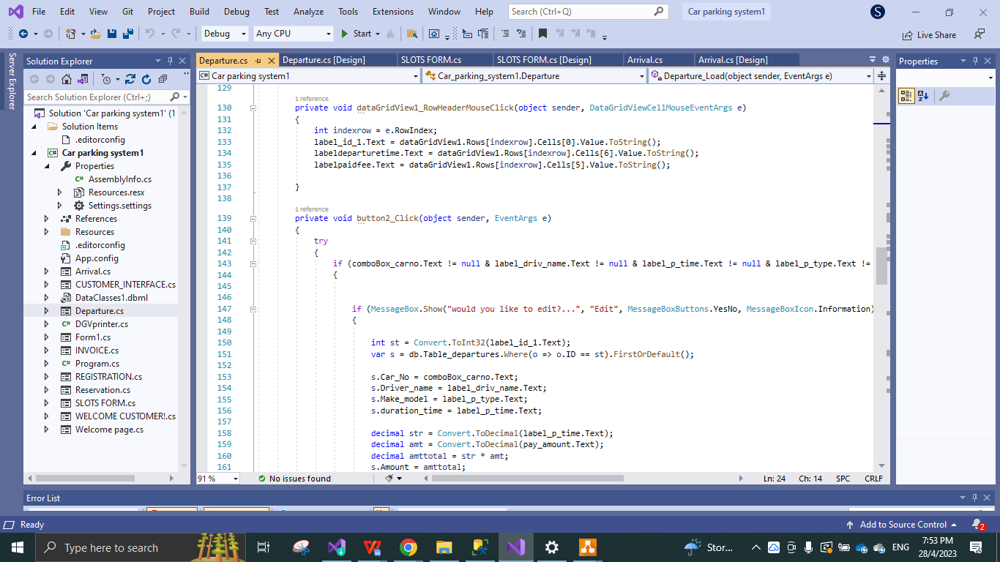 File Edit View Git Project Build Debug Test Analyze Tools Extensions Window Help Search (Ctrl+Q) Car parking system1 S
Debug Any CPU Start Live Share
Server Explorer
Solution Explorer
Search Solution Explorer (Ctrl+;)
Solution 'Car parking system1' (1
Solution Items
.editorconfig
Car parking system1
Properties
AssemblyInfo.cs
Resources.resx
Settings.settings
References
Resources
.editorconfig
App.config
Arrival.cs
CUSTOMER_INTERFACE.cs
DataClasses1.dbml
Departure.cs
DGVprinter.cs
Form1.cs
INVOICE.cs
Program.cs
REGISTRATION.cs
Reservation.cs
SLOTS FORM.cs
WELCOME CUSTOMER!.cs
Welcome page.cs
Departure.cs Departure.cs [Design] SLOTS FORM.cs SLOTS FORM.cs [Design] Arrival.cs Arrival.cs [Design]
Car parking system1 Car_parking_system1.Departure Departure_Load(object sender, EventArgs e)
129
1 reference
130 private void dataGridView1_RowHeaderMouseClick(object sender, DataGridViewCellMouseEventArgs e)
131 {
132 int indexrow = e.RowIndex;
133 label_id_1.Text = dataGridView1.Rows[indexrow].Cells[0].Value.ToString();
134 labeldeparturetime.Text = dataGridView1.Rows[indexrow].Cells[6].Value.ToString();
135 labelpaidfee.Text = dataGridView1.Rows[indexrow].Cells[5].Value.ToString();
136
137 }
138
1 reference
139 private void button2_Click(object sender, EventArgs e)
140 {
141 try
142 {
143 if (comboBox_carno.Text != null & label_driv_name.Text != null & label_p_time.Text != null & label_p_type.Text !=
144 {
145
146
147 if (MessageBox.Show("would you like to edit?...", "Edit", MessageBoxButtons.YesNo, MessageBoxIcon.Information)
148 {
149
150 int st = Convert.ToInt32(label_id_1.Text);
151 var s = db.Table_departures.Where(o => o.ID == st).FirstOrDefault();
152
153 s.Car_No = comboBox_carno.Text;
154 s.Driver_name = label_driv_name.Text;
155 s.Make_model = label_p_type.Text;
156 s.duration_time = label_p_time.Text;
157
158 decimal str = Convert.ToDecimal(label_p_time.Text);
159 decimal amt = Convert.ToDecimal(pay_amount.Text);
160 decimal amttotal = str * amt;
161 s.Amount = amttotal;
91 % No issues found Ln: 24 Ch: 14 SPC CRLF
Properties
Error List
Ready Add to Source Control 2
Type here to search Stor... ENG 7:53 PM
28/4/2023